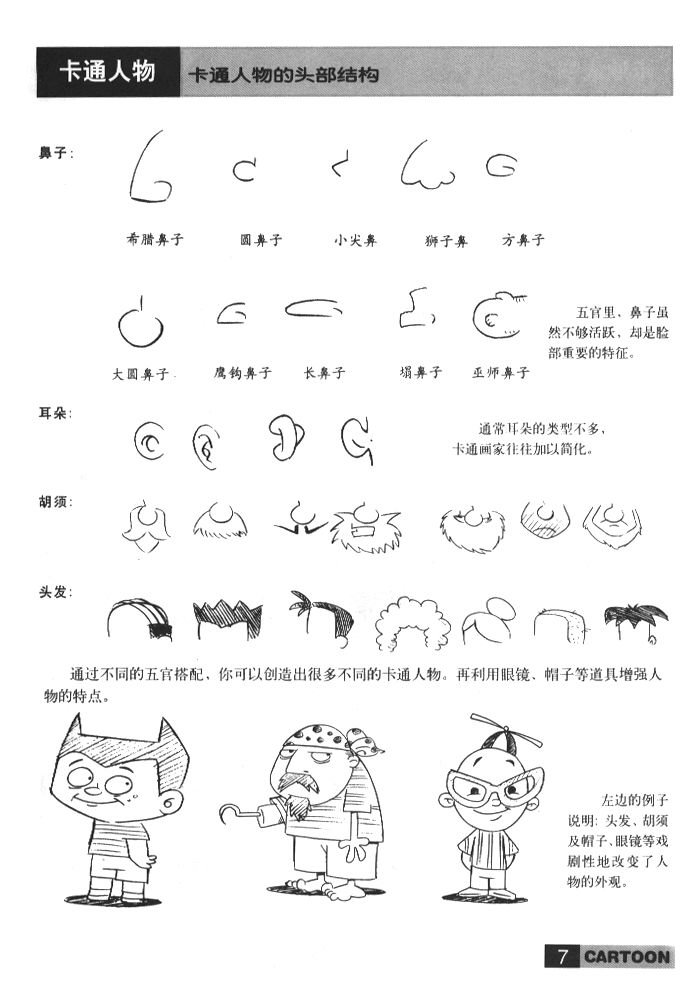 卡通人物 卡通人物的头部结构
鼻子：
希腊鼻子 圆鼻子 小尖鼻 狮子鼻 方鼻子
五官里、鼻子虽
然不够活跃，却是脸
部重要的特征。
大圆鼻子. 鹰钩鼻子 长鼻子 塌鼻子 巫师鼻子
耳朵：
通常耳朵的类型不多，
卡通画家往往加以简化。
胡须：
头发：
通过不同的五官搭配，你可以创造出很多不同的卡通人物。再利用眼镜、帽子等道具增强人
物的特点。
左边的例子
说明：头发、胡须
及帽子、眼镜等戏
剧性地改变了人
物的外观。
7 CARTOON